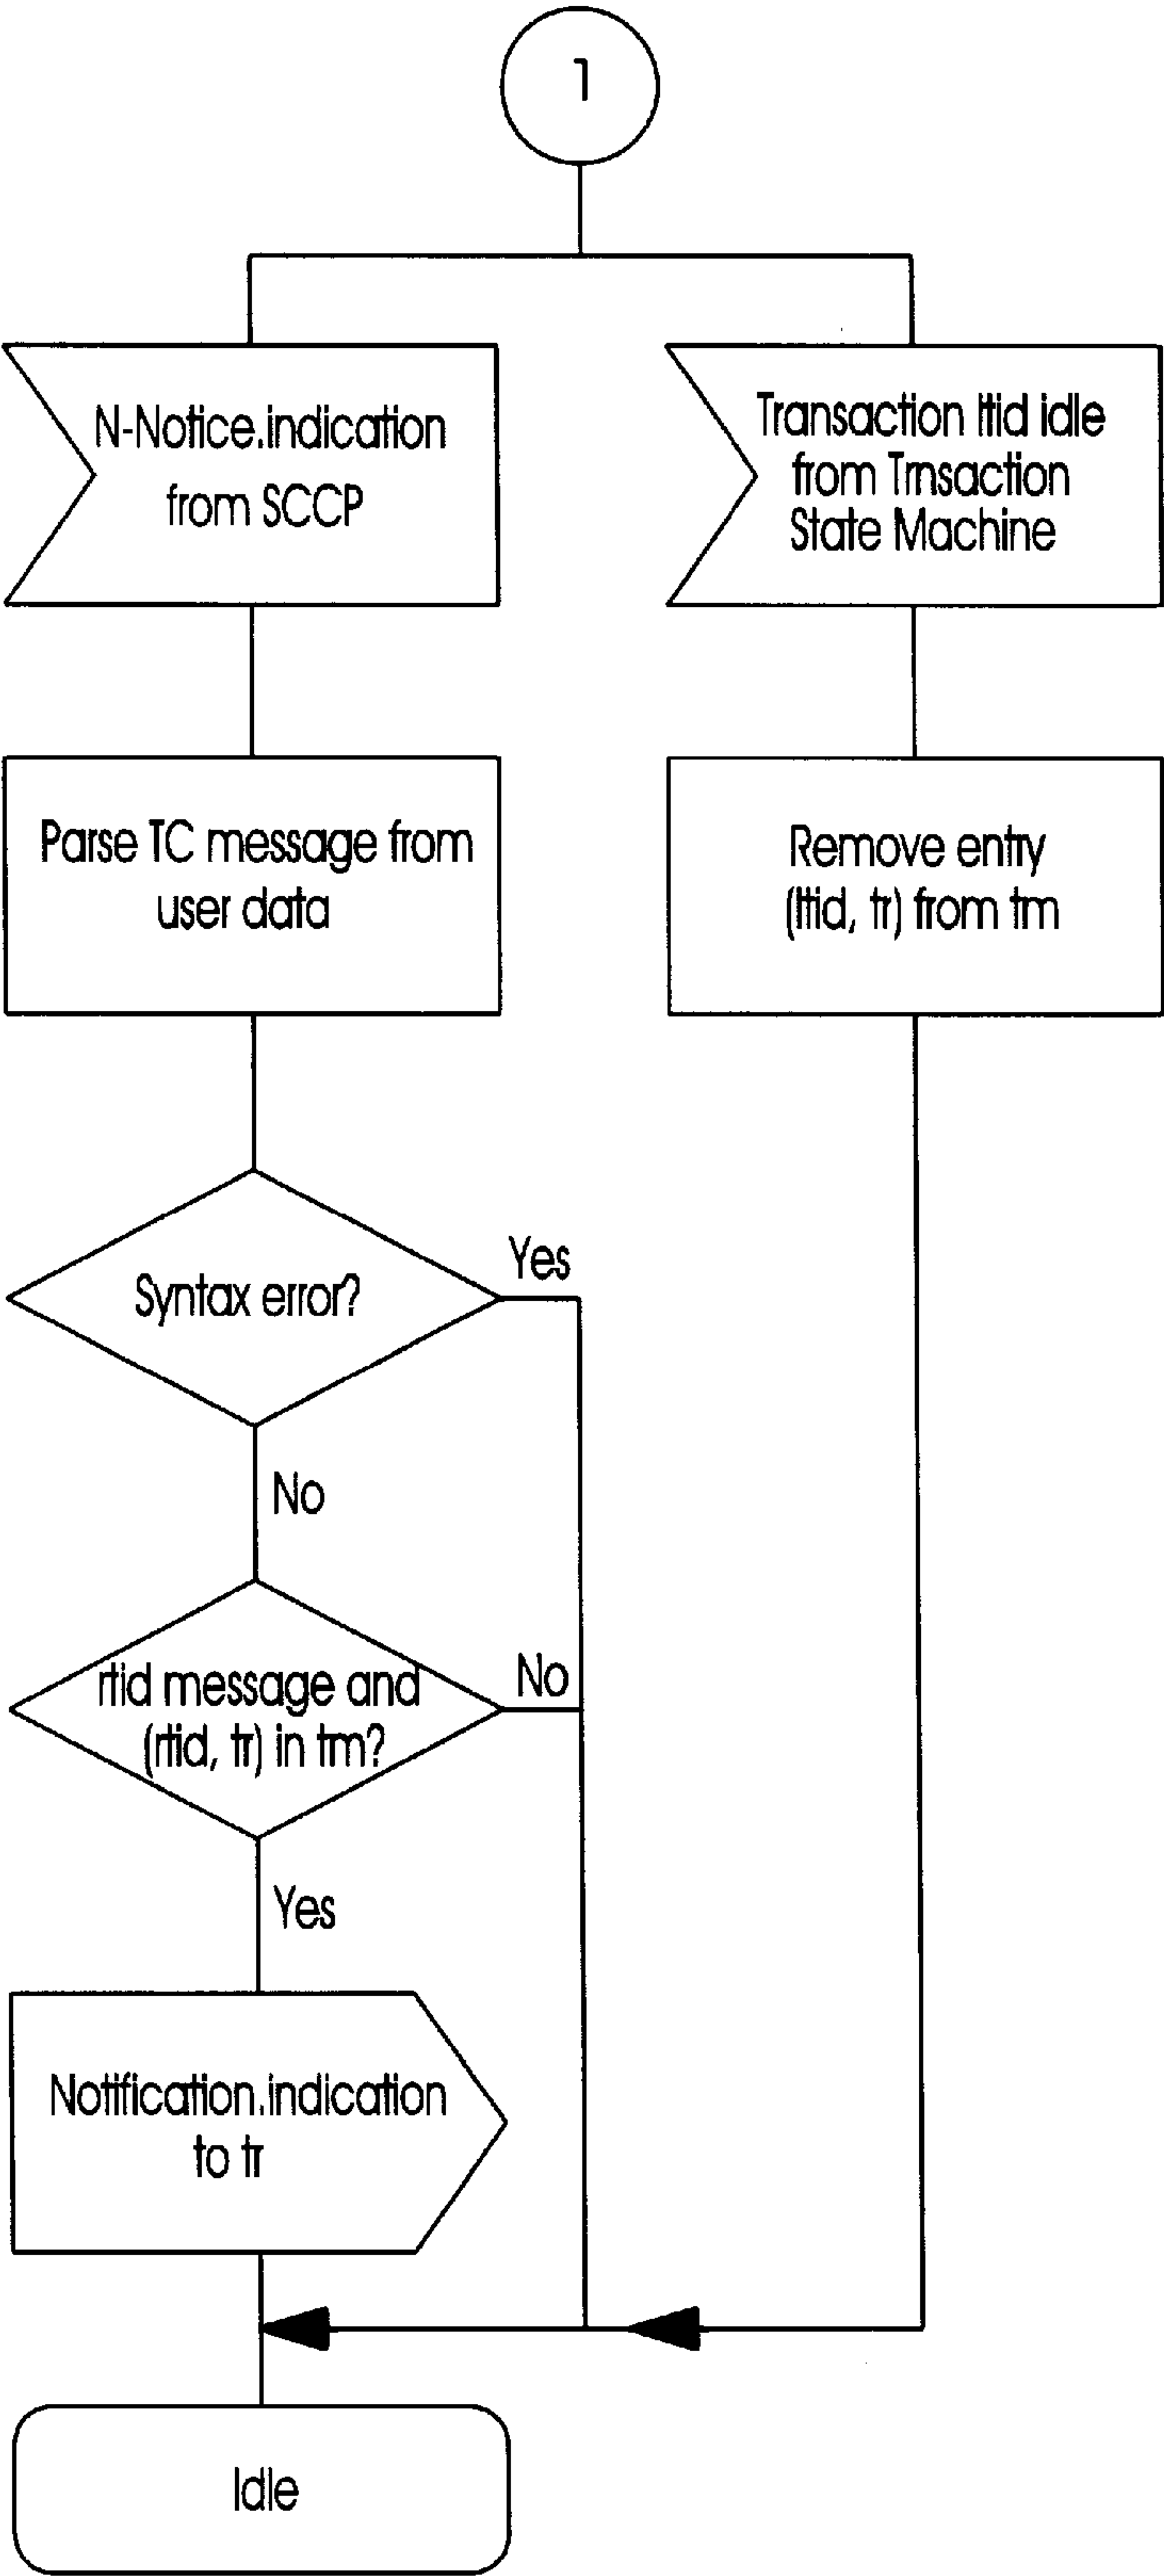 1
N-Notice.indication
from SCCP
Transaction ltid idle
from Trnsaction
State Machine
Parse TC message from
user data
Remove entry
(ltid, tr) from tm
Syntax error?
Yes
No
rtid message and
(rtid, tr) in tm?
No
Yes
Notification.indication
to tr
Idle